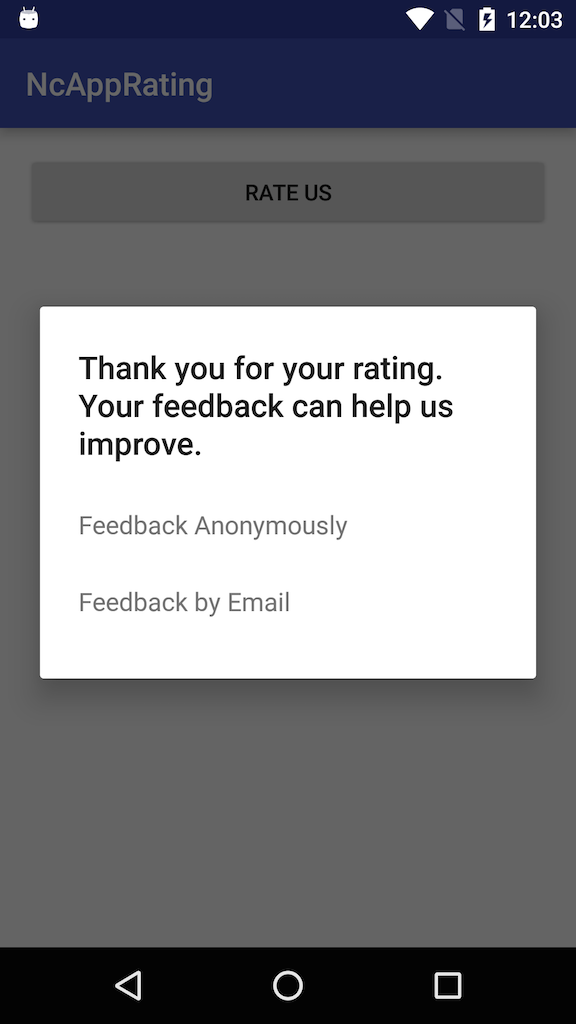 12:03
NcAppRating
RATE US
Thank you for your rating.
Your feedback can help us
improve.
Feedback Anonymously
Feedback by Email